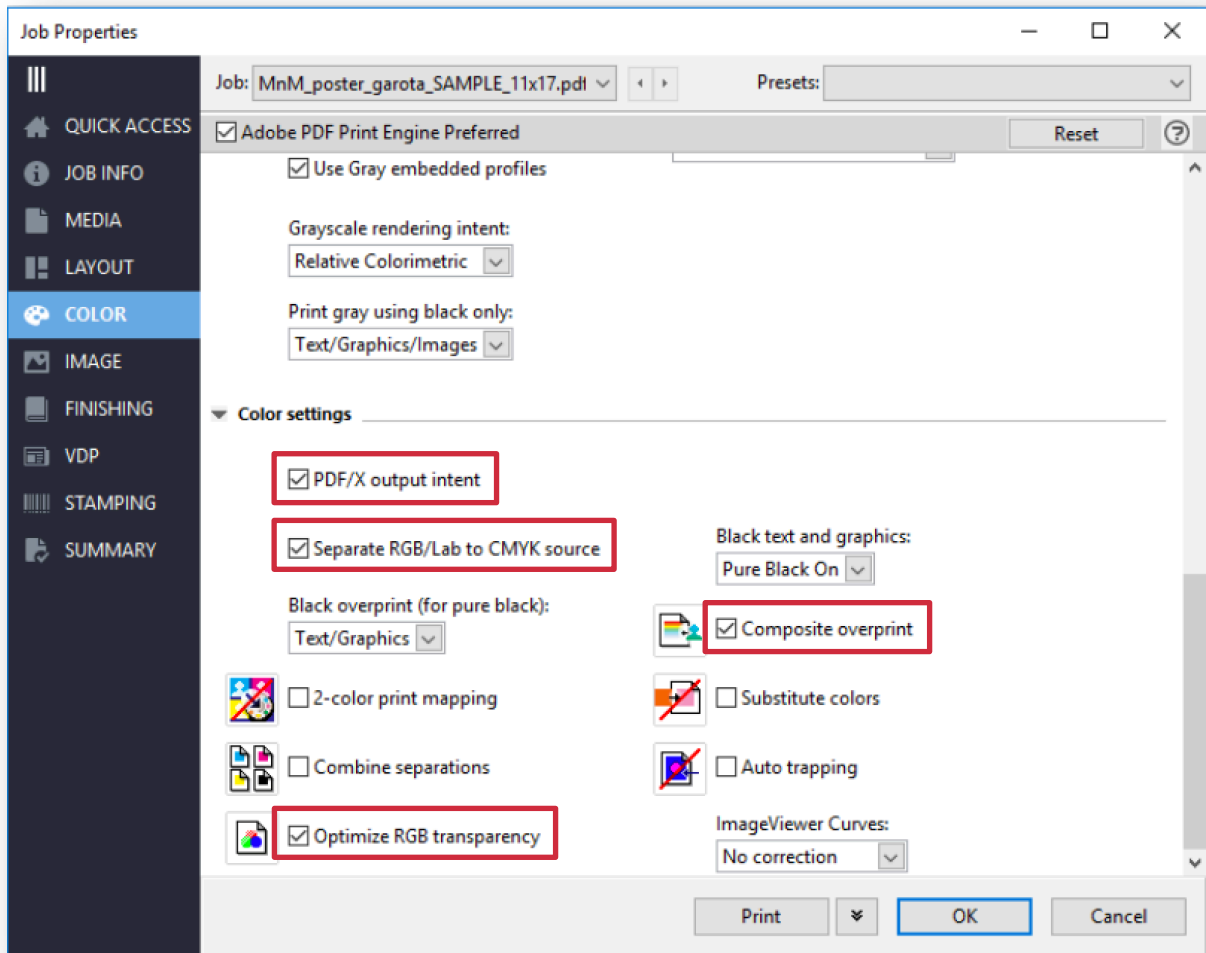 Job Properties
Job: MnM_poster_garota_SAMPLE_11x17.pdf
Presets:
QUICK ACCESS
JOB INFO
MEDIA
LAYOUT
COLOR
IMAGE
FINISHING
VDP
STAMPING
SUMMARY
Adobe PDF Print Engine Preferred
Reset
?
Use Gray embedded profiles
Grayscale rendering intent:
Relative Colorimetric
Print gray using black only:
Text/Graphics/Images
Color settings
PDF/X output intent
Separate RGB/Lab to CMYK source
Black text and graphics:
Pure Black On
Black overprint (for pure black):
Text/Graphics
Composite overprint
2-color print mapping
Substitute colors
Combine separations
Auto trapping
Optimize RGB transparency
ImageViewer Curves:
No correction
Print
OK
Cancel